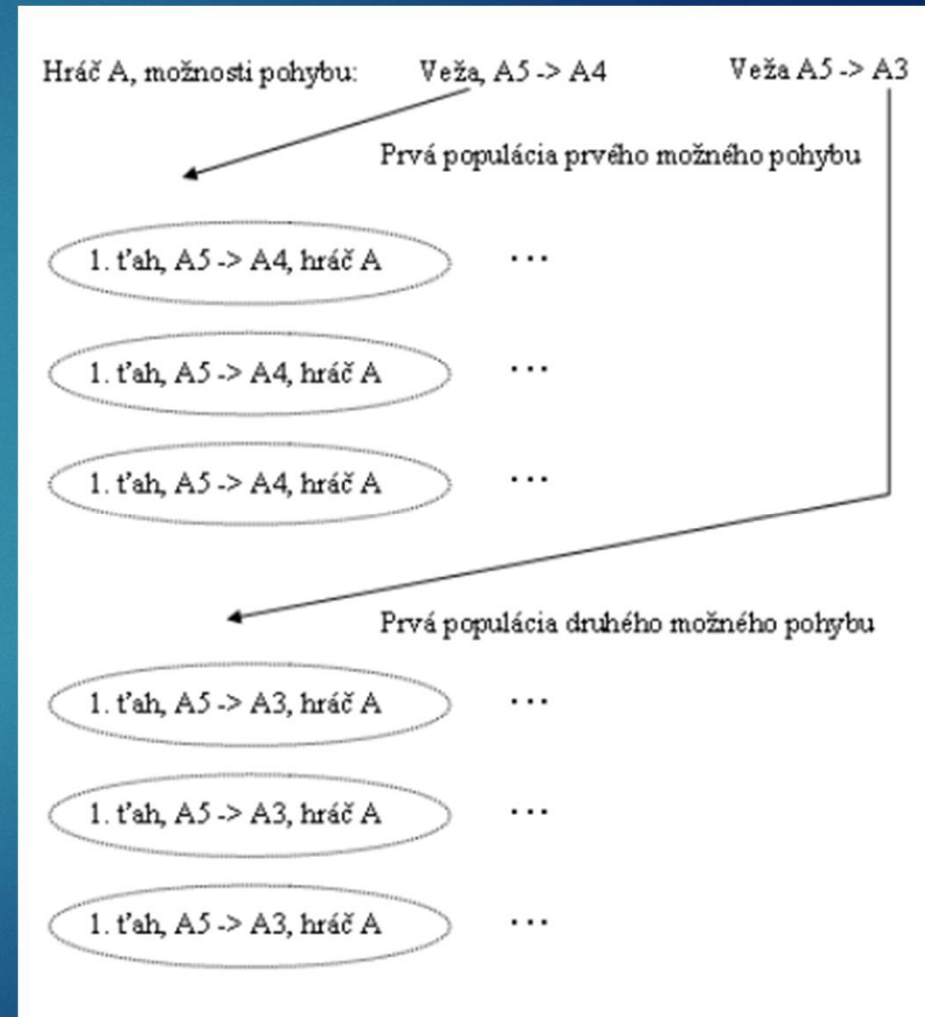 Hráč A, možnosti pohybu: Veža, A5 -> A4 Veža A5 -> A3
Prvá populácia prvého možného pohybu
1. ťah, A5 -> A4, hráč A ...
1. ťah, A5 -> A4, hráč A ...
1. ťah, A5 -> A4, hráč A ...
Prvá populácia druhého možného pohybu
1. ťah, A5 -> A3, hráč A ...
1. ťah, A5 -> A3, hráč A ...
1. ťah, A5 -> A3, hráč A ...